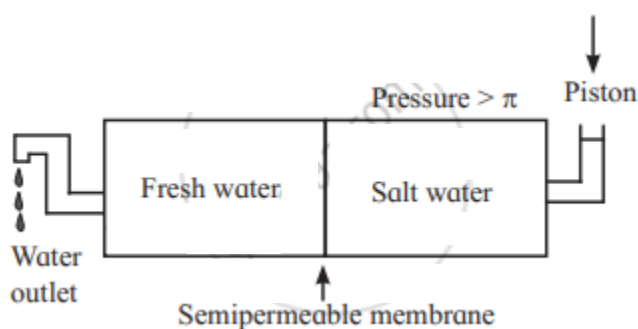 Pressure > π
Piston
Fresh water
Salt water
Water
outlet
Semipermeable membrane